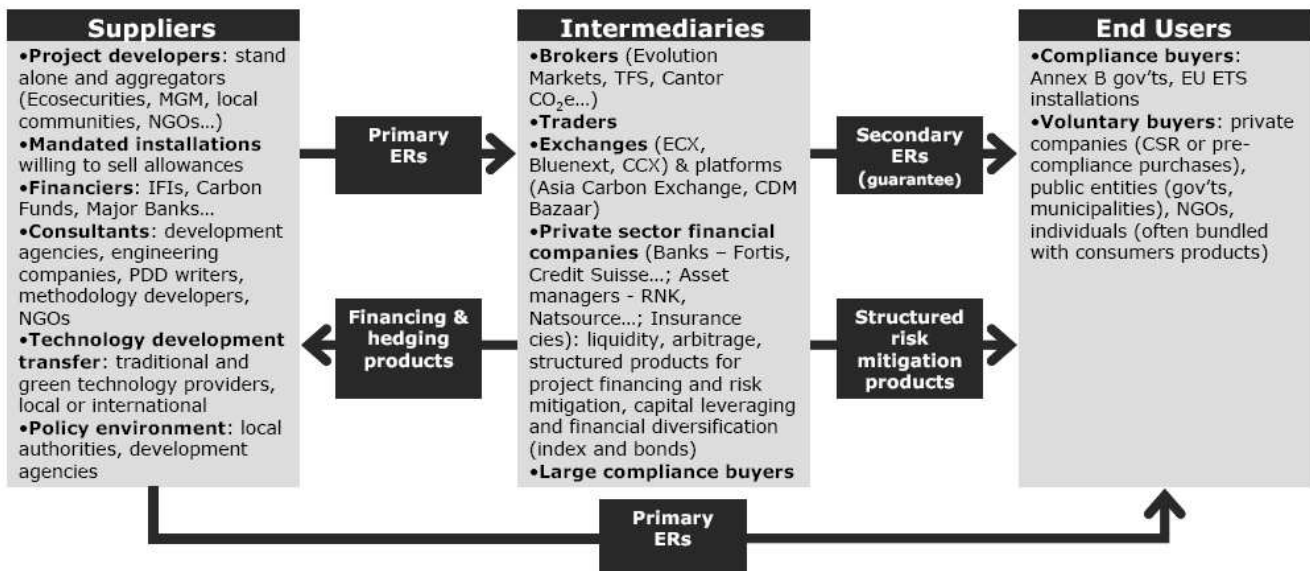 Suppliers
•Project developers: stand
alone and aggregators
(Ecosecurities, MGM, local
communities, NGOs...)
•Mandated installations
willing to sell allowances
•Financiers: IFIs, Carbon
Funds, Major Banks...
•Consultants: development
agencies, engineering
companies, PDD writers,
methodology developers,
NGOs
•Technology development
transfer: traditional and
green technology providers,
local or international
•Policy environment: local
authorities, development
agencies
Primary
ERs
Financing &
hedging
products
Intermediaries
•Brokers (Evolution
Markets, TFS, Cantor
CO₂e...)
•Traders
•Exchanges (ECX,
Bluenext, CCX) & platforms
(Asia Carbon Exchange, CDM
Bazaar)
•Private sector financial
companies (Banks – Fortis,
Credit Suisse...; Asset
managers - RNK,
Natsource...; Insurance
cies): liquidity, arbitrage,
structured products for
project financing and risk
mitigation, capital leveraging
and financial diversification
(index and bonds)
•Large compliance buyers
Secondary
ERs
(guarantee)
Structured
risk
mitigation
products
End Users
•Compliance buyers:
Annex B gov'ts, EU ETS
installations
•Voluntary buyers: private
companies (CSR or pre-
compliance purchases),
public entities (gov'ts,
municipalities), NGOs,
individuals (often bundled
with consumers products)
Primary
ERs